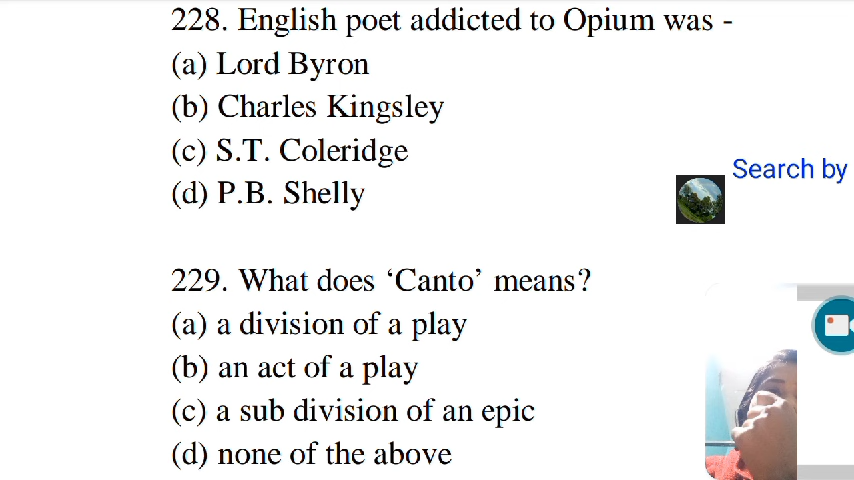 228. English poet addicted to Opium was -
(a) Lord Byron
(b) Charles Kingsley
(c) S.T. Coleridge
(d) P.B. Shelly
Search by
229. What does ‘Canto’ means?
(a) a division of a play
(b) an act of a play
(c) a sub division of an epic
(d) none of the above